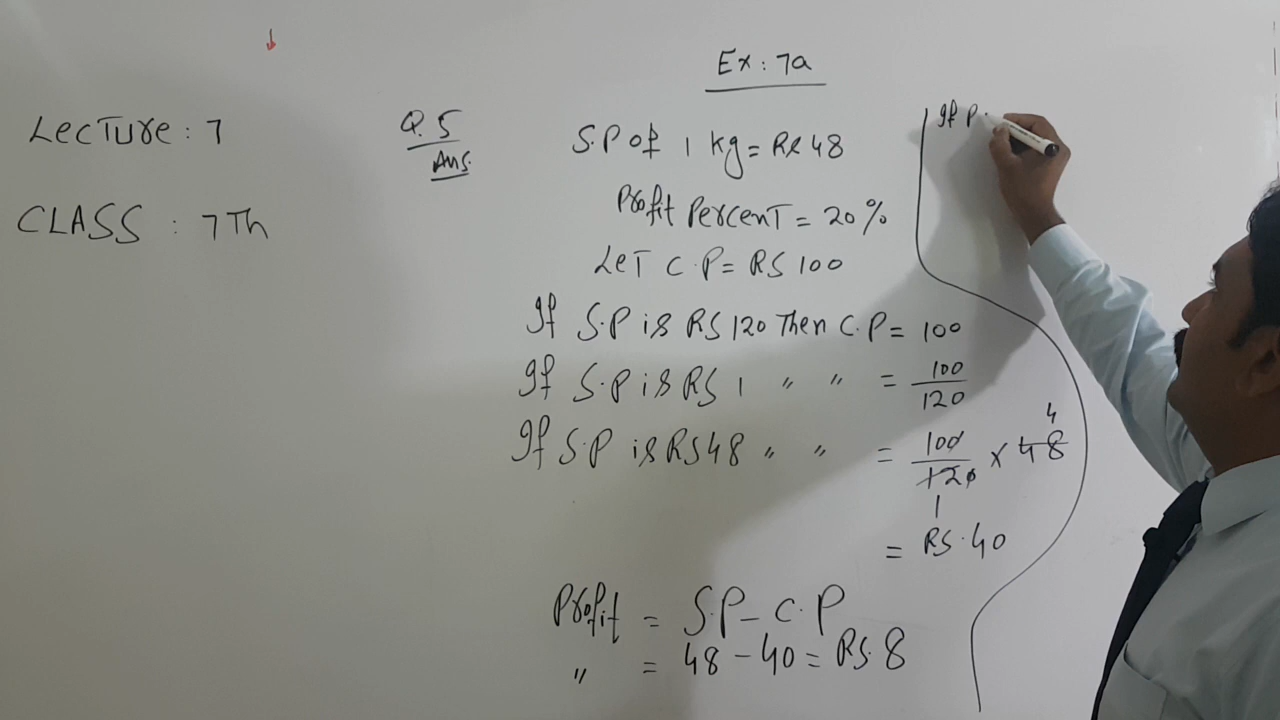 Ex: 7a
Lecture: 7
CLASS: 7Th
Q.5
Ans.
S.P of 1 kg = Rs 48
Profit Percent = 20%
Let C.P = RS 100
If S.P is RS 120 Then C.P = 100
If S.P is RS 1 " " = 100/120
If S.P is RS 48 " " = 100/120 × 48
4
1
= RS. 40
Profit = S.P - C.P
" = 48 - 40 = RS. 8
If P.